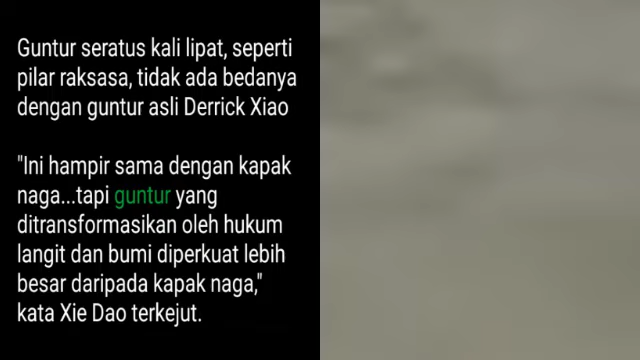 Guntur seratus kali lipat, seperti
pilar raksasa, tidak ada bedanya
dengan guntur asli Derrick Xiao
"Ini hampir sama dengan kapak
naga...tapi guntur yang
ditransformasikan oleh hukum
langit dan bumi diperkuat lebih
besar daripada kapak naga,"
kata Xie Dao terkejut.